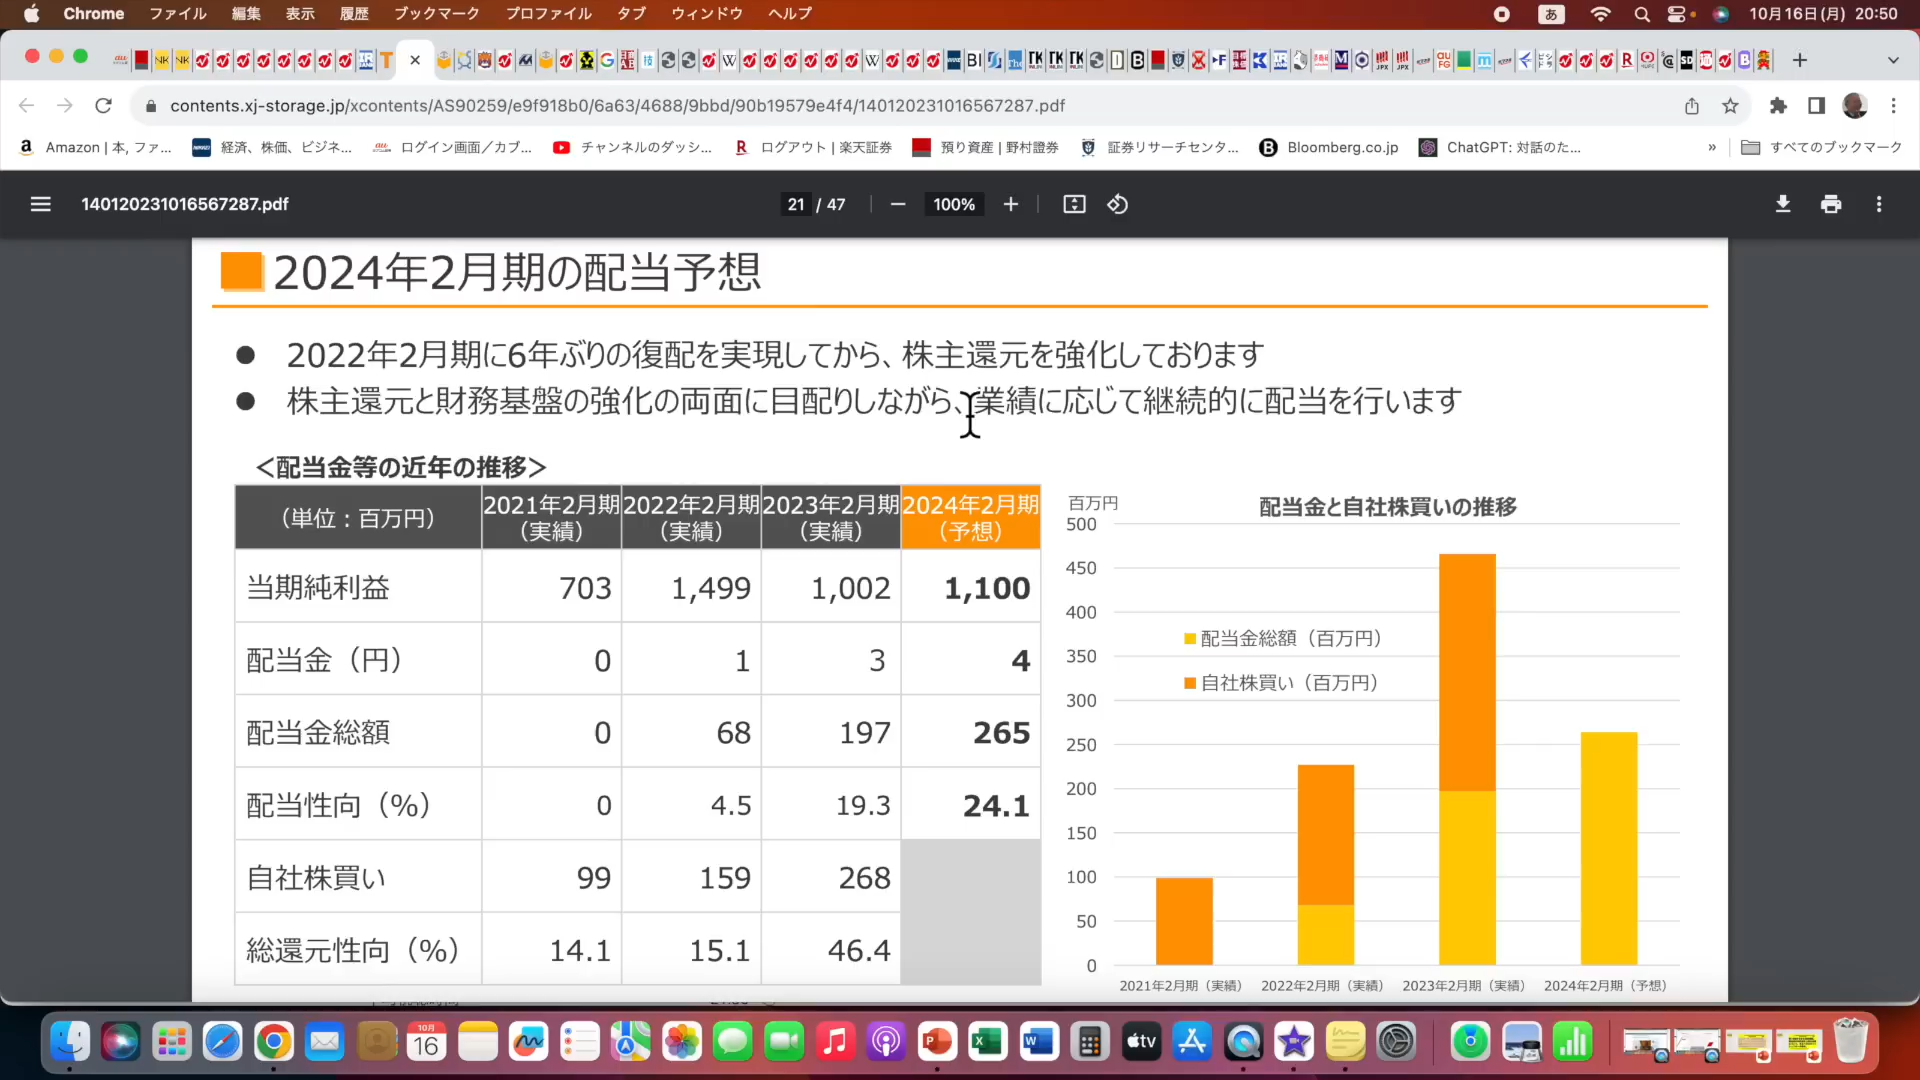 Chrome ファイル 編集 表示 履歴 ブックマーク プロファイル タブ ウィンドウ ヘルプ
あ 10月16日(月) 20:50
contents.xj-storage.jp/xcontents/AS90259/e9f918b0/6a63/4688/9bbd/90b19579e4f4/140120231016567287.pdf
Amazon | 本, ファ... 経済、株価、ビジネ... ログイン画面／カブ... チャンネルのダッシ... ログアウト | 楽天証券 預り資産 | 野村證券 証券リサーチセンタ... Bloomberg.co.jp ChatGPT: 対話のた... » すべてのブックマーク
140120231016567287.pdf
21 / 47
100%
2024年2月期の配当予想
● 2022年2月期に6年ぶりの復配を実現してから、株主還元を強化しております
● 株主還元と財務基盤の強化の両面に目配りしながら、業績に応じて継続的に配当を行います
＜配当金等の近年の推移＞
（単位：百万円） 2021年2月期（実績） 2022年2月期（実績） 2023年2月期（実績） 2024年2月期（予想）
当期純利益 703 1,499 1,002 1,100
配当金（円） 0 1 3 4
配当金総額 0 68 197 265
配当性向（%） 0 4.5 19.3 24.1
自社株買い 99 159 268
総還元性向（%） 14.1 15.1 46.4
百万円
配当金と自社株買いの推移
500
450
400
350
300
250
200
150
100
50
0
配当金総額（百万円）
自社株買い（百万円）
2021年2月期（実績） 2022年2月期（実績） 2023年2月期（実績） 2024年2月期（予想）
10月
16
tv